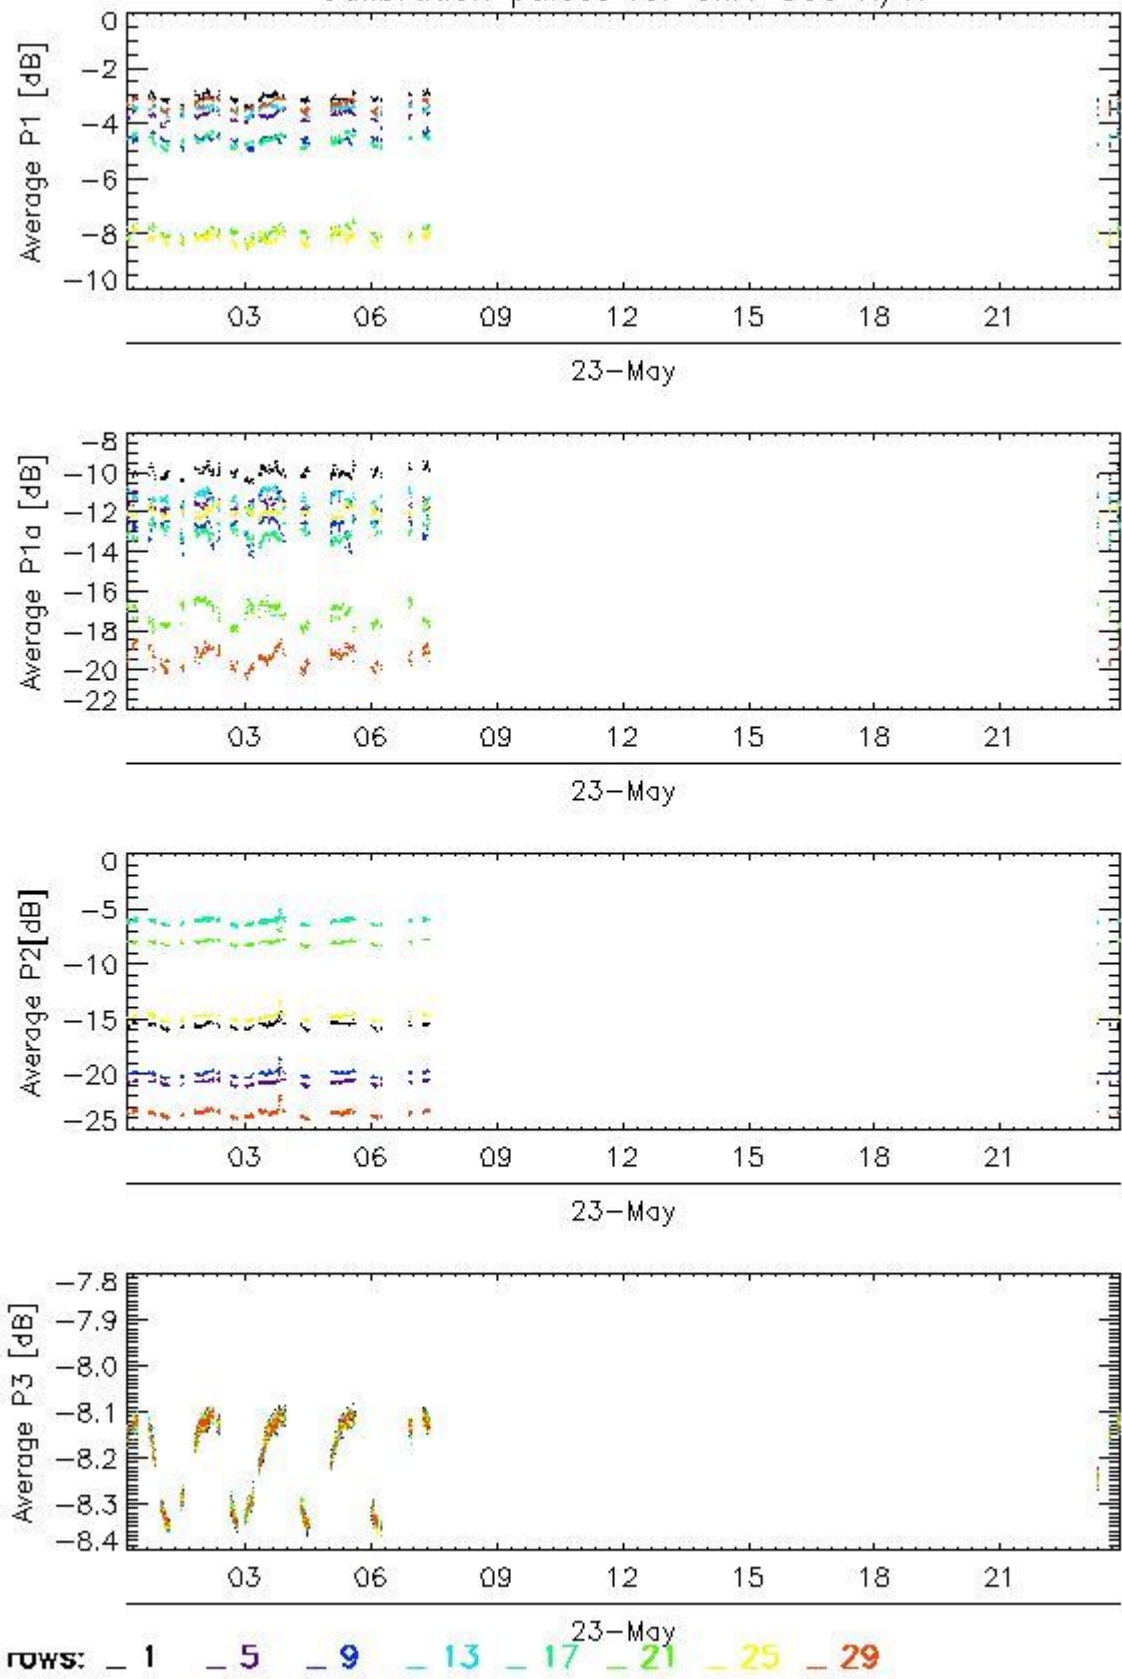 0
-2
-4
-6
-8
-10
Average P1 [dB]
03 06 09 12 15 18 21
23-May
-8
-10
-12
-14
-16
-18
-20
-22
Average P1a [dB]
03 06 09 12 15 18 21
23-May
0
-5
-10
-15
-20
-25
Average P2[dB]
03 06 09 12 15 18 21
23-May
-7.8
-7.9
-8.0
-8.1
-8.2
-8.3
-8.4
Average P3 [dB]
03 06 09 12 15 18 21
23-May
rows: _ 1 _ 5 _ 9 _ 13 _ 17 _ 21 _ 25 _ 29